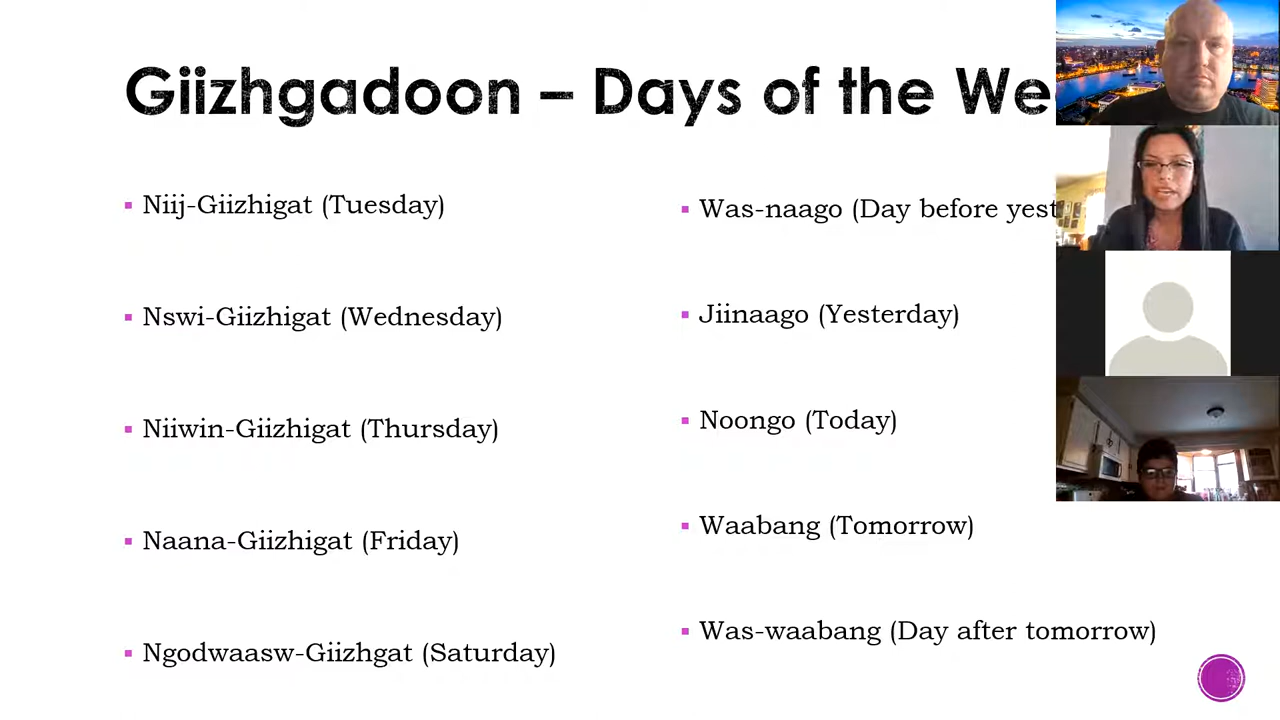 Giizhgadoon – Days of the We
Niij-Giizhigat (Tuesday)
Nswi-Giizhigat (Wednesday)
Niiwin-Giizhigat (Thursday)
Naana-Giizhigat (Friday)
Ngodwaasw-Giizhgat (Saturday)
Was-naago (Day before yest
Jiinaago (Yesterday)
Noongo (Today)
Waabang (Tomorrow)
Was-waabang (Day after tomorrow)